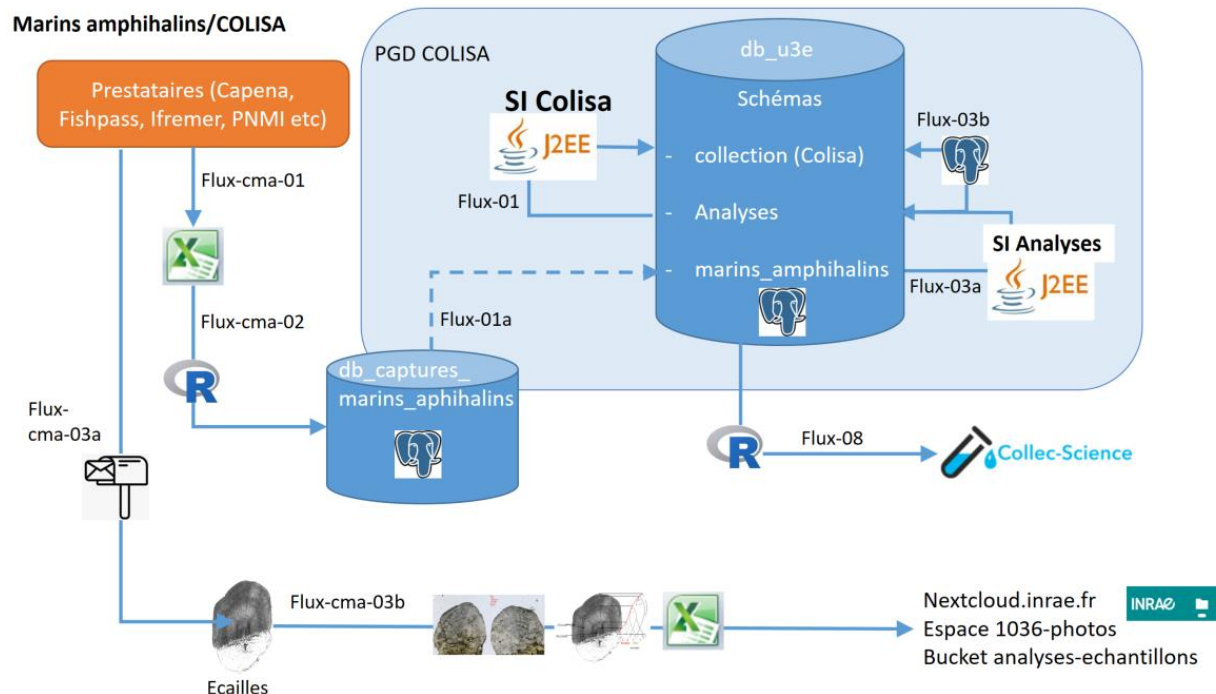 Marins amphihalins/COLISA
Prestataires (Capena,
Fishpass, Ifremer, PNMI etc)
Flux-cma-01
Flux-cma-02
R
Flux-
cma-03a
PGD COLISA
SI Colisa
Java
J2EE
Flux-01
db_u3e
Schémas
- collection (Colisa)
- Analyses
- marins_amphihalins
Flux-03b
SI Analyses
Java
J2EE
Flux-03a
Flux-01a
db_captures_
marins_aphihalins
R
Flux-08
Collec-Science
Flux-cma-03b
Ecailles
Nextcloud.inrae.fr
Espace 1036-photos
Bucket analyses-echantillons
INRAE